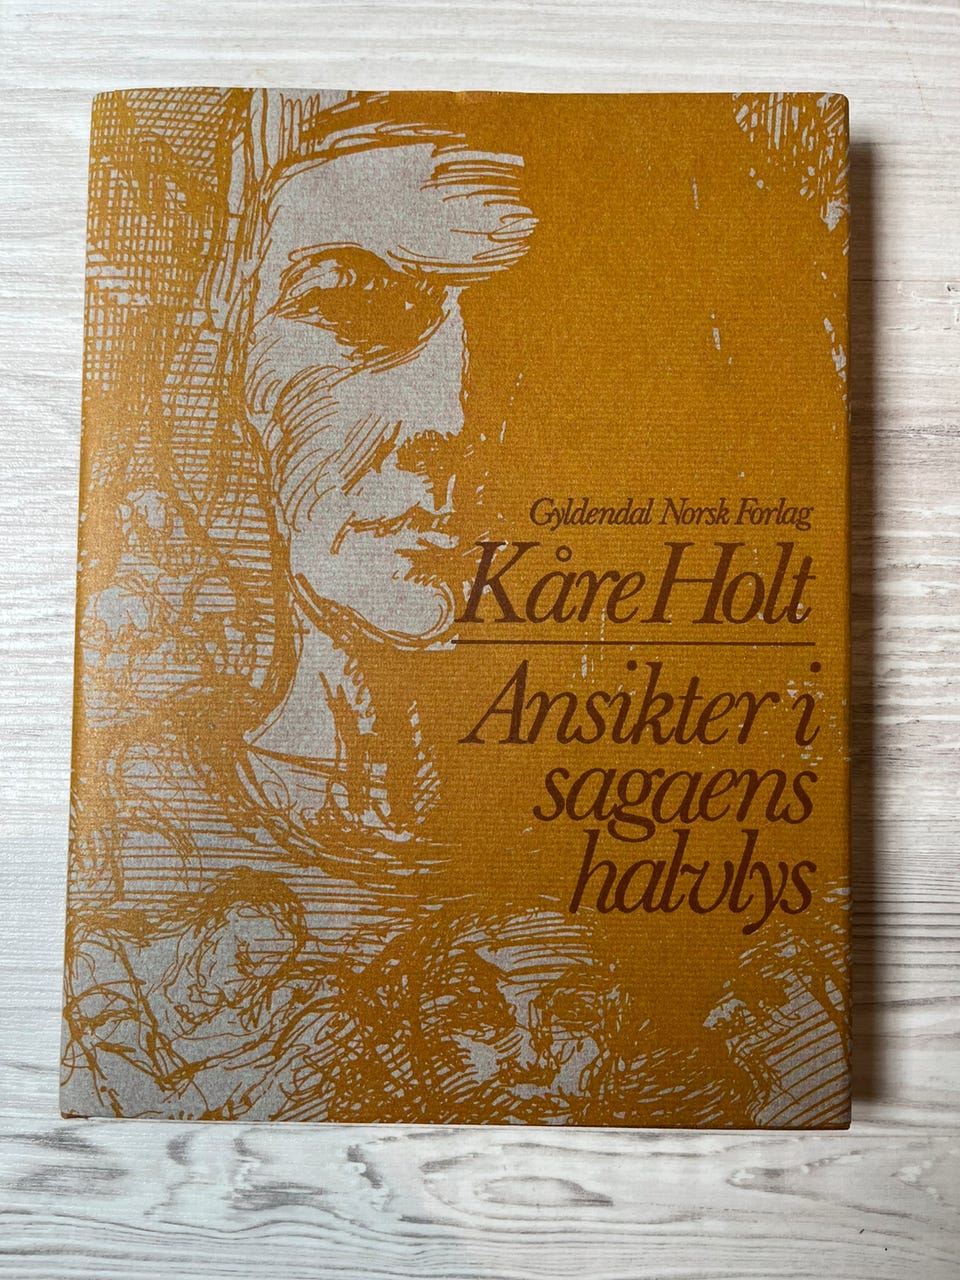 Gyldendal Norsk Forlag
Kåre Holt
Ansikter i
sagaens
halvlys